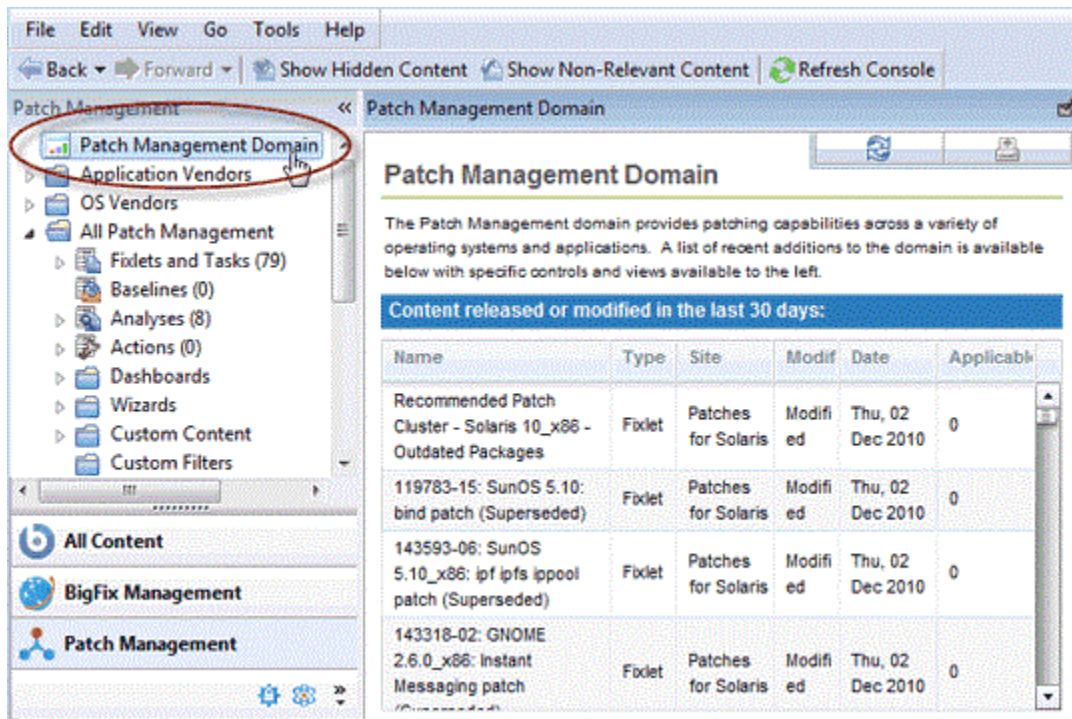 File Edit View Go Tools Help
Back Forward Show Hidden Content Show Non-Relevant Content Refresh Console
Patch Management
Patch Management Domain
Application Vendors
OS Vendors
All Patch Management
Fixlets and Tasks (79)
Baselines (0)
Analyses (8)
Actions (0)
Dashboards
Wizards
Custom Content
Custom Filters
All Content
BigFix Management
Patch Management
Patch Management Domain
Patch Management Domain
The Patch Management domain provides patching capabilities across a variety of
operating systems and applications. A list of recent additions to the domain is available
below with specific controls and views available to the left.
Content released or modified in the last 30 days:
Name Type Site Modif Date Applicabl
Recommended Patch
Cluster - Solaris 10_x86 -
Outdated Packages
Fixlet
Patches
for Solaris
Modifi
ed
Thu, 02
Dec 2010
0
119783-15: SunOS 5.10:
bind patch (Superseded)
Fixlet
Patches
for Solaris
Modifi
ed
Thu, 02
Dec 2010
0
143593-06: SunOS
5.10_x86: ipf ipfs ippool
patch (Superseded)
Fixlet
Patches
for Solaris
Modifi
ed
Thu, 02
Dec 2010
0
143318-02: GNOME
2.6.0_x86: Instant
Messaging patch
(Superseded)
Fixlet
Patches
for Solaris
Modifi
ed
Thu, 02
Dec 2010
0